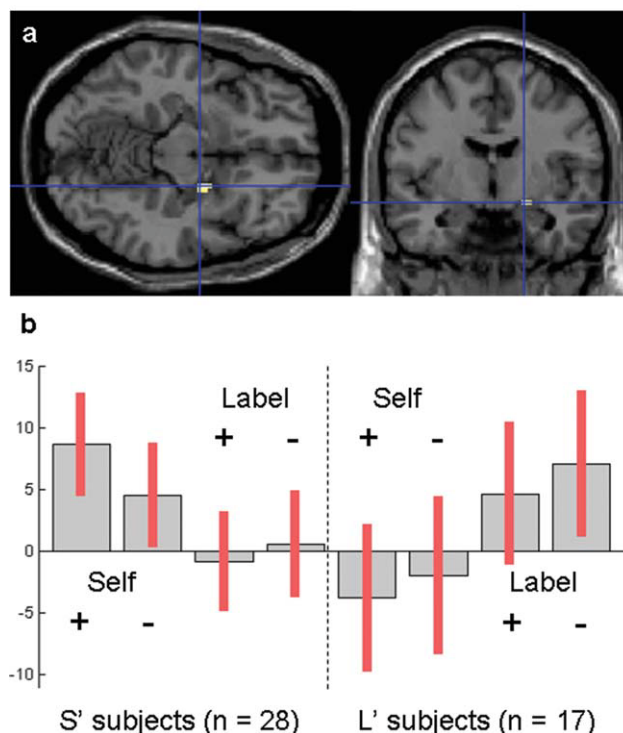 a
b
15
10
5
0
-5
-10
Label
+ -
Self
+ -
Self
+ -
Label
+ -
S' subjects (n = 28)
L' subjects (n = 17)